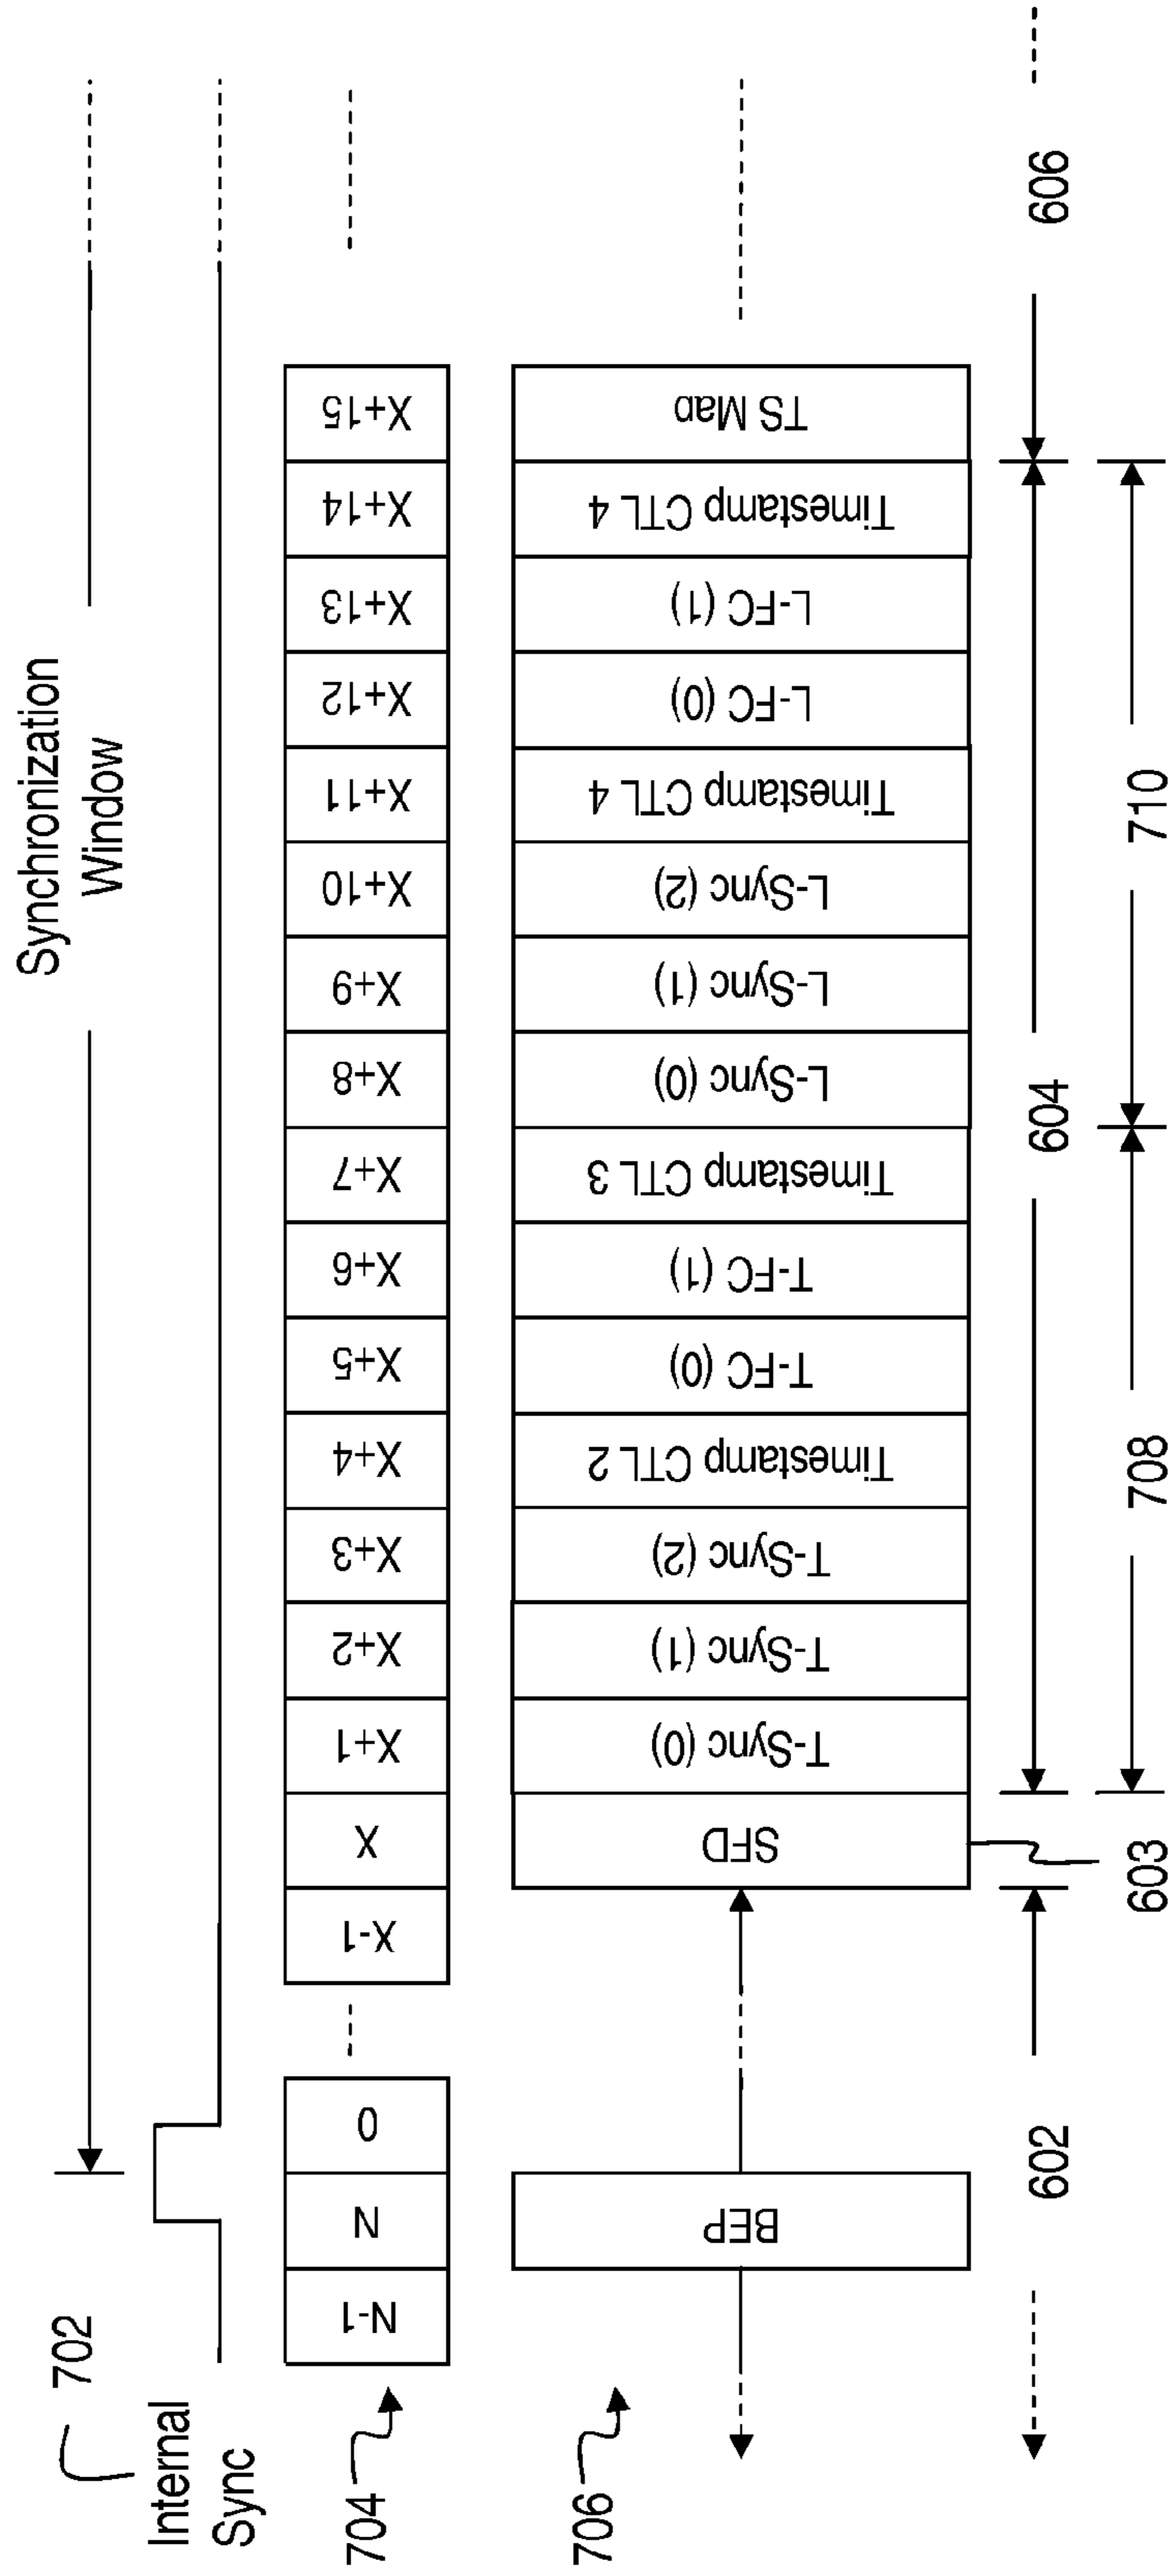 Synchronization
Window
702
Internal
Sync
704
N-1
N
0
X-1
X
X+1
X+2
X+3
X+4
X+5
X+6
X+7
X+8
X+9
X+10
X+11
X+12
X+13
X+14
X+15
706
BEP
SFD
T-Sync (0)
T-Sync (1)
T-Sync (2)
Timestamp CTL 2
T-FC (0)
T-FC (1)
Timestamp CTL 3
L-Sync (0)
L-Sync (1)
L-Sync (2)
Timestamp CTL 4
L-FC (0)
L-FC (1)
Timestamp CTL 4
TS Map
602
604
606
603
708
710